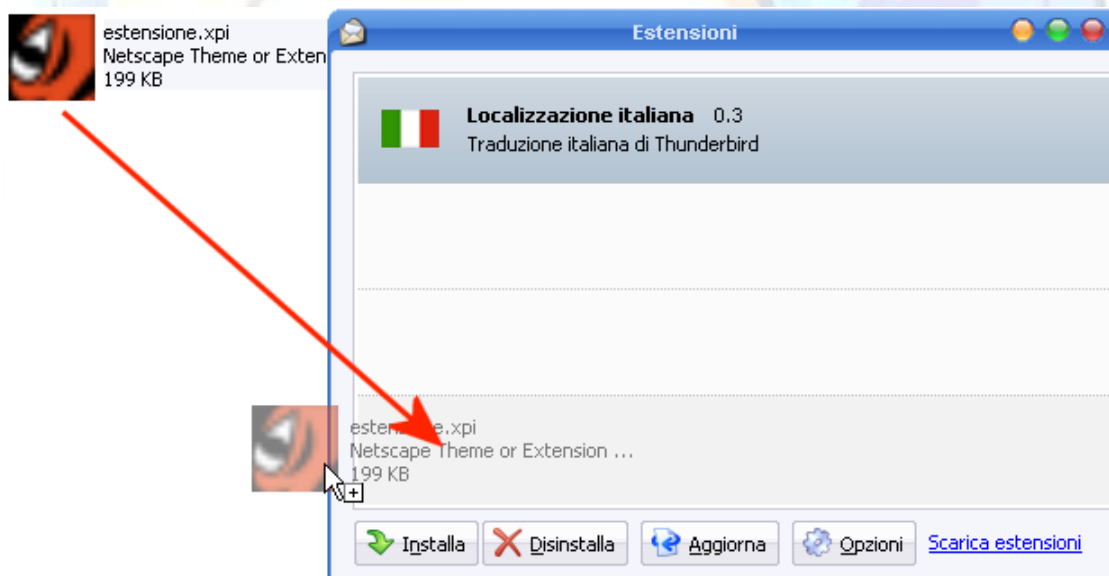 estensione.xpi
Netscape Theme or Exten
199 KB
Estensioni
Localizzazione italiana 0.3
Traduzione italiana di Thunderbird
estensione.xpi
Netscape Theme or Extension ...
199 KB
Installa Disinstalla Aggiorna Opzioni Scarica estensioni